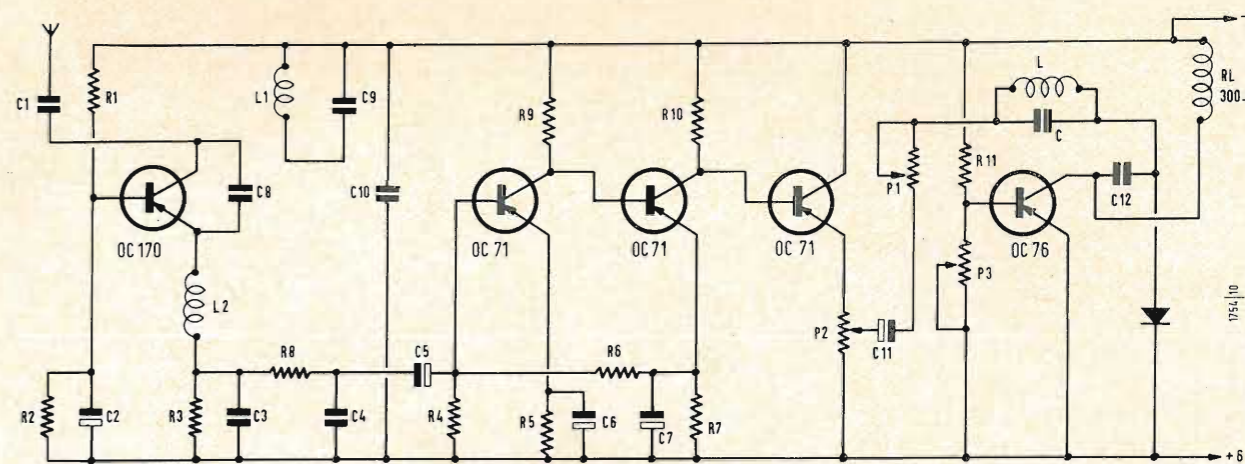 -
C1
R1
L1
C9
R9
R10
L
RL
300
C
C8
C10
P1
R11
C12
OC 170
OC 71
OC 71
OC 71
OC 76
P3
L2
P2
C11
1754|10
R8
C5
R6
R2
C2
R3
C3
C4
R4
R5
C6
C7
R7
+6